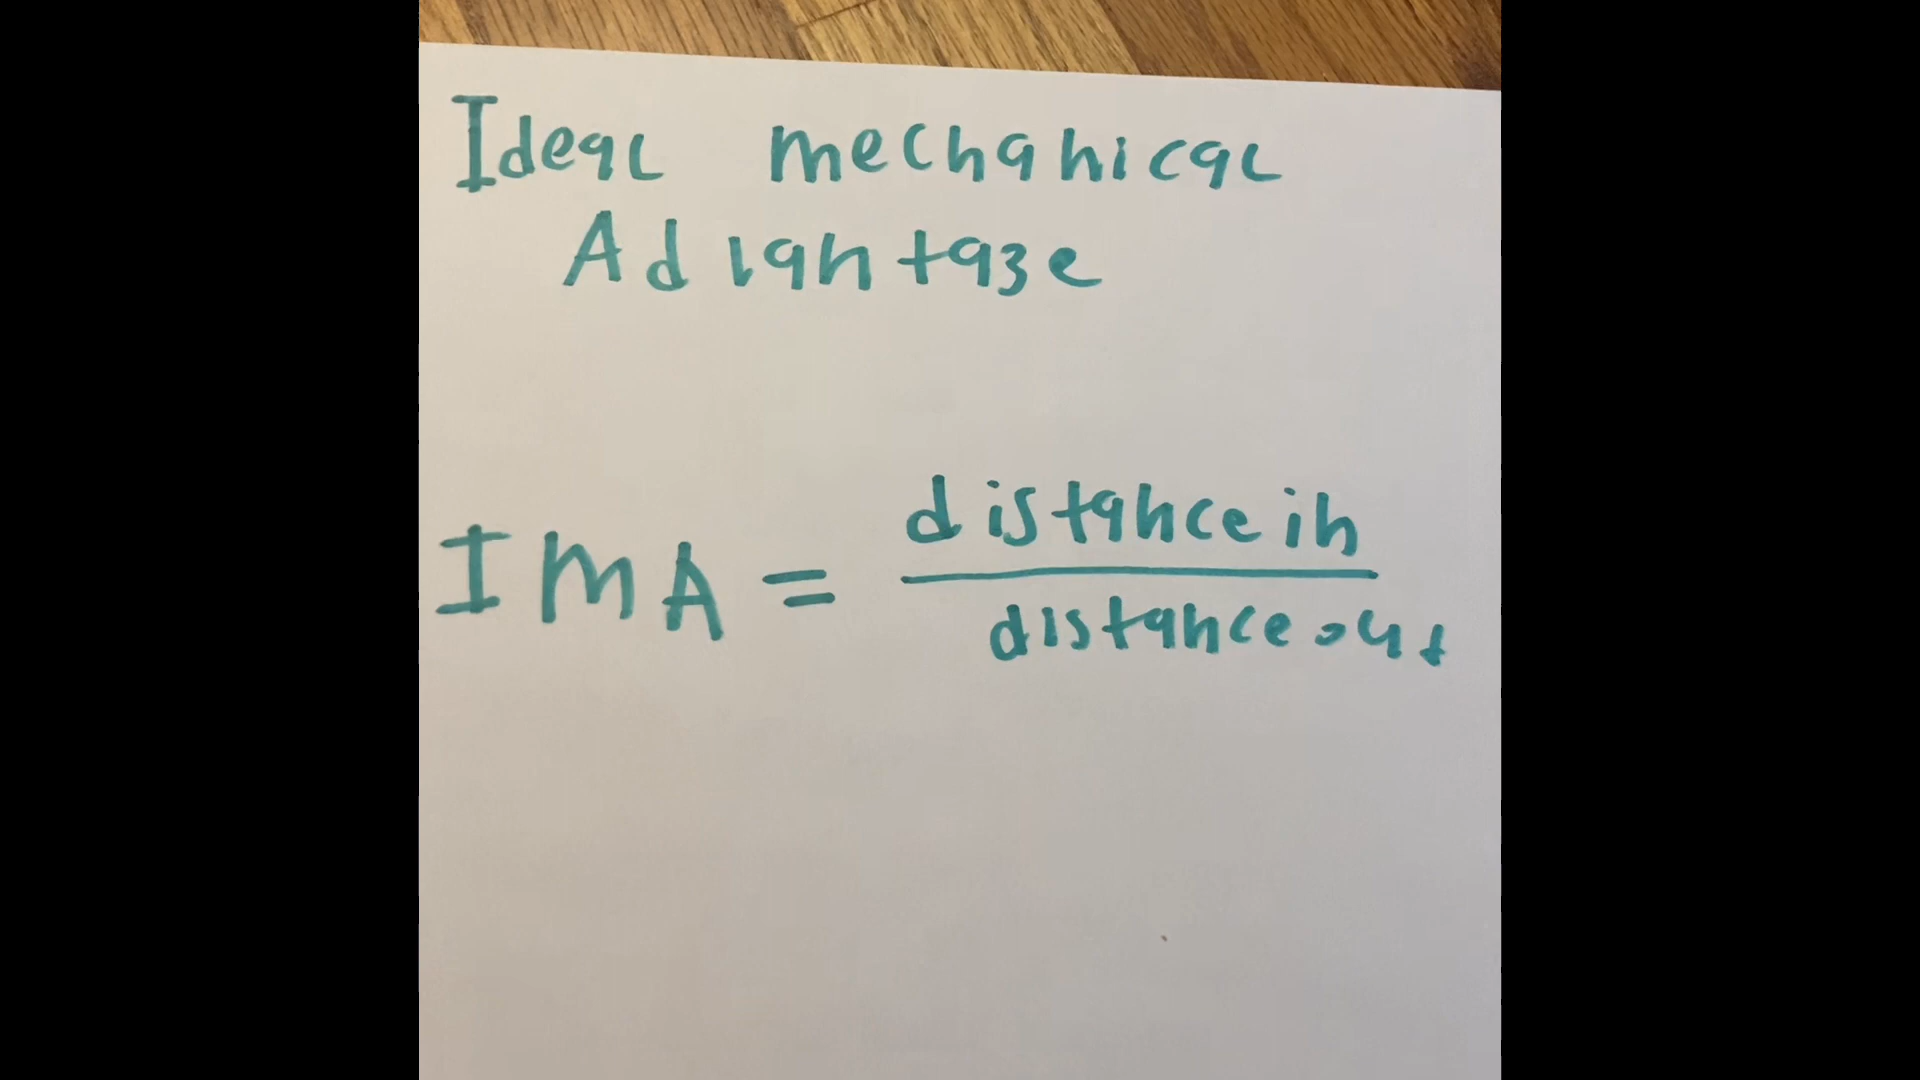 Ideal mechanical
Advantage
IMA = distance in
distance out